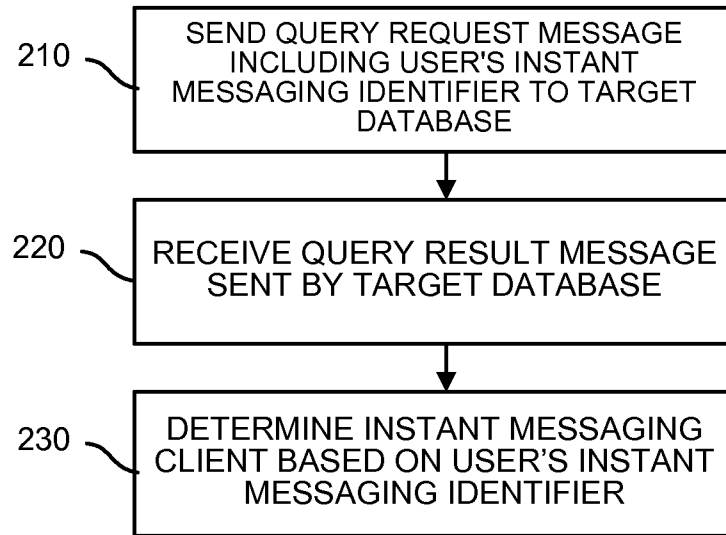 210
SEND QUERY REQUEST MESSAGE
INCLUDING USER'S INSTANT
MESSAGING IDENTIFIER TO TARGET
DATABASE
220
RECEIVE QUERY RESULT MESSAGE
SENT BY TARGET DATABASE
230
DETERMINE INSTANT MESSAGING
CLIENT BASED ON USER’S INSTANT
MESSAGING IDENTIFIER